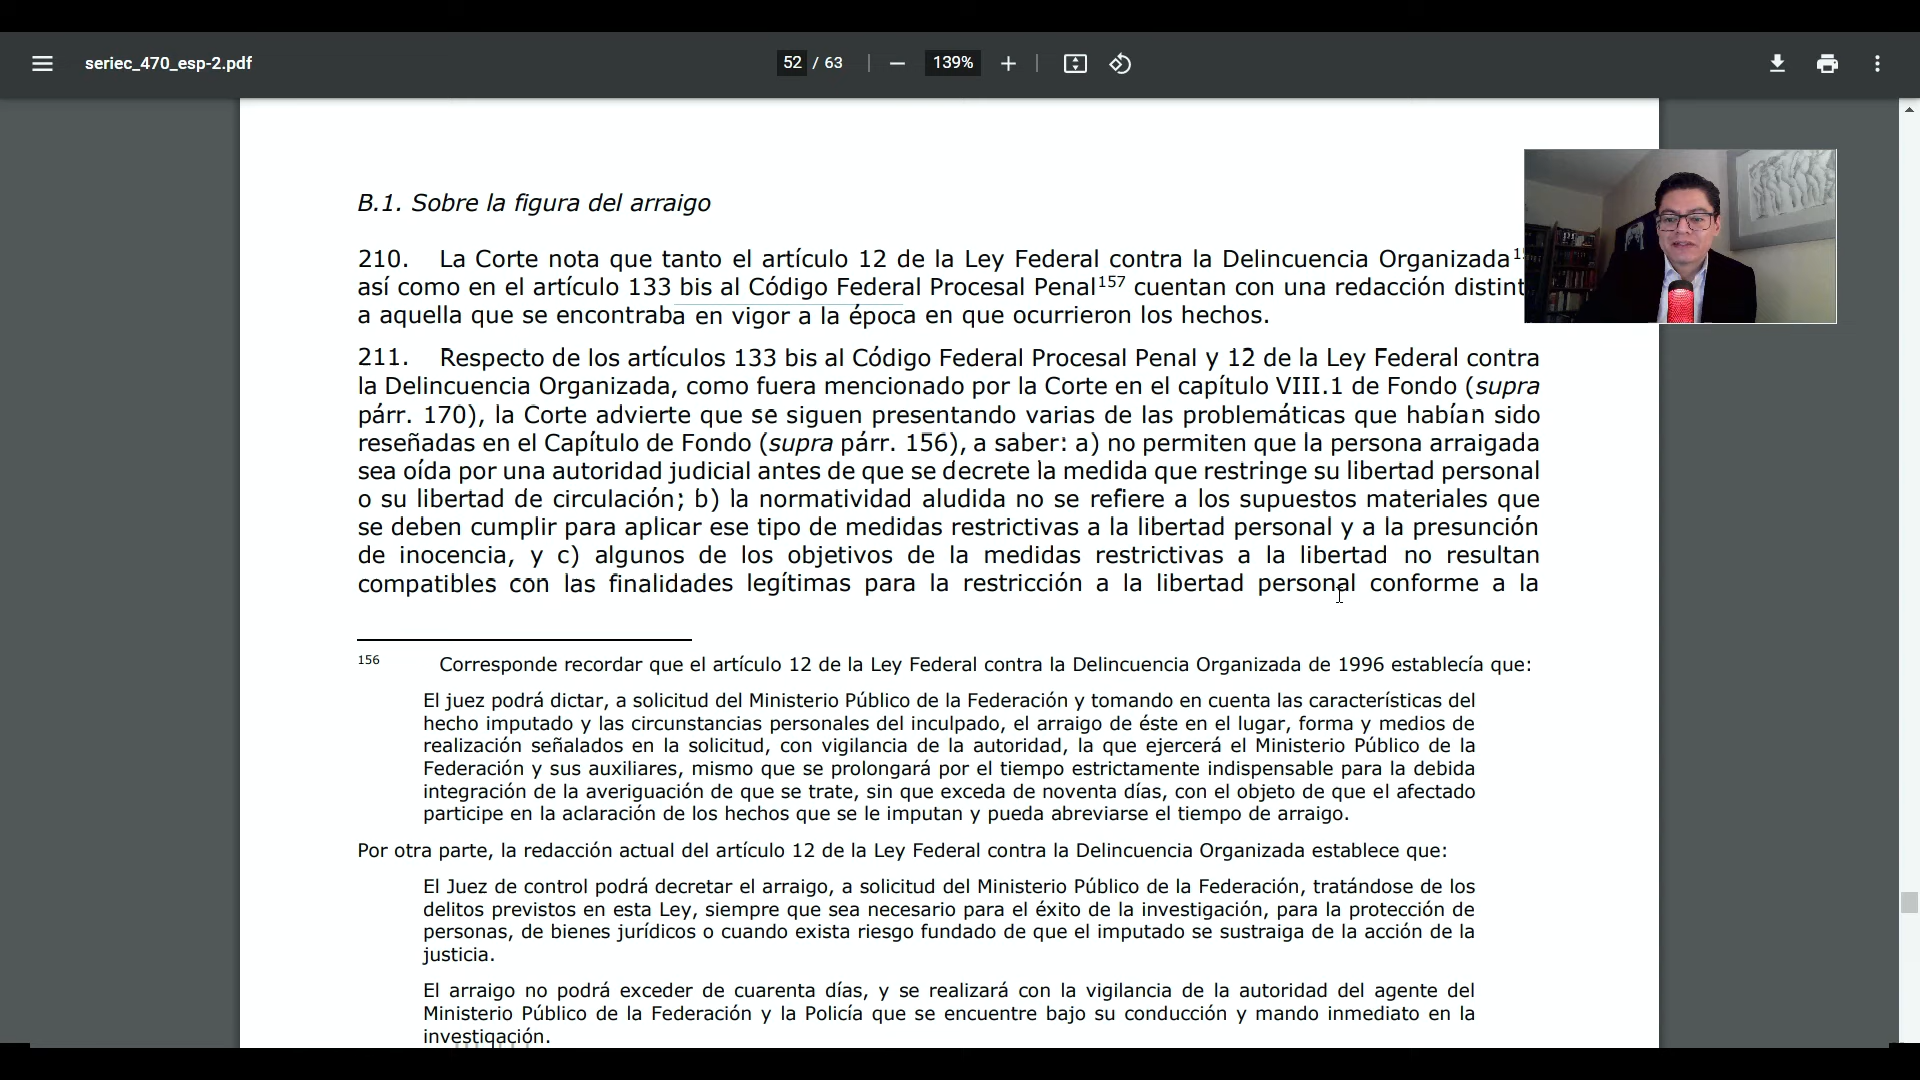 seriec_470_esp-2.pdf
52 / 63
139%
B.1. Sobre la figura del arraigo
210. La Corte nota que tanto el artículo 12 de la Ley Federal contra la Delincuencia Organizada
así como en el artículo 133 bis al Código Federal Procesal Penal157 cuentan con una redacción
a aquella que se encontraba en vigor a la época en que ocurrieron los hechos.
211. Respecto de los artículos 133 bis al Código Federal Procesal Penal y 12 de la Ley Federal contra
la Delincuencia Organizada, como fuera mencionado por la Corte en el capítulo VIII.1 de Fondo (supra
párr. 170), la Corte advierte que se siguen presentando varias de las problemáticas que habían sido
reseñadas en el Capítulo de Fondo (supra párr. 156), a saber: a) no permiten que la persona arraigada
sea oída por una autoridad judicial antes de que se decrete la medida que restringe su libertad personal
o su libertad de circulación; b) la normatividad aludida no se refiere a los supuestos materiales que
se deben cumplir para aplicar ese tipo de medidas restrictivas a la libertad personal y a la presunción
de inocencia, y c) algunos de los objetivos de la medidas restrictivas a la libertad no resultan
compatibles con las finalidades legítimas para la restricción a la libertad personal conforme a la
156 Corresponde recordar que el artículo 12 de la Ley Federal contra la Delincuencia Organizada de 1996 establecía que:
El juez podrá dictar, a solicitud del Ministerio Público de la Federación y tomando en cuenta las características del
hecho imputado y las circunstancias personales del inculpado, el arraigo de éste en el lugar, forma y medios de
realización señalados en la solicitud, con vigilancia de la autoridad, la que ejercerá el Ministerio Público de la
Federación y sus auxiliares, mismo que se prolongará por el tiempo estrictamente indispensable para la debida
integración de la averiguación de que se trate, sin que exceda de noventa días, con el objeto de que el afectado
participe en la aclaración de los hechos que se le imputan y pueda abreviarse el tiempo de arraigo.
Por otra parte, la redacción actual del artículo 12 de la Ley Federal contra la Delincuencia Organizada establece que:
El Juez de control podrá decretar el arraigo, a solicitud del Ministerio Público de la Federación, tratándose de los
delitos previstos en esta Ley, siempre que sea necesario para el éxito de la investigación, para la protección de
personas, de bienes jurídicos o cuando exista riesgo fundado de que el imputado se sustraiga de la acción de la
justicia.
El arraigo no podrá exceder de cuarenta días, y se realizará con la vigilancia de la autoridad del agente del
Ministerio Público de la Federación y la Policía que se encuentre bajo su conducción y mando inmediato en la
investigación.